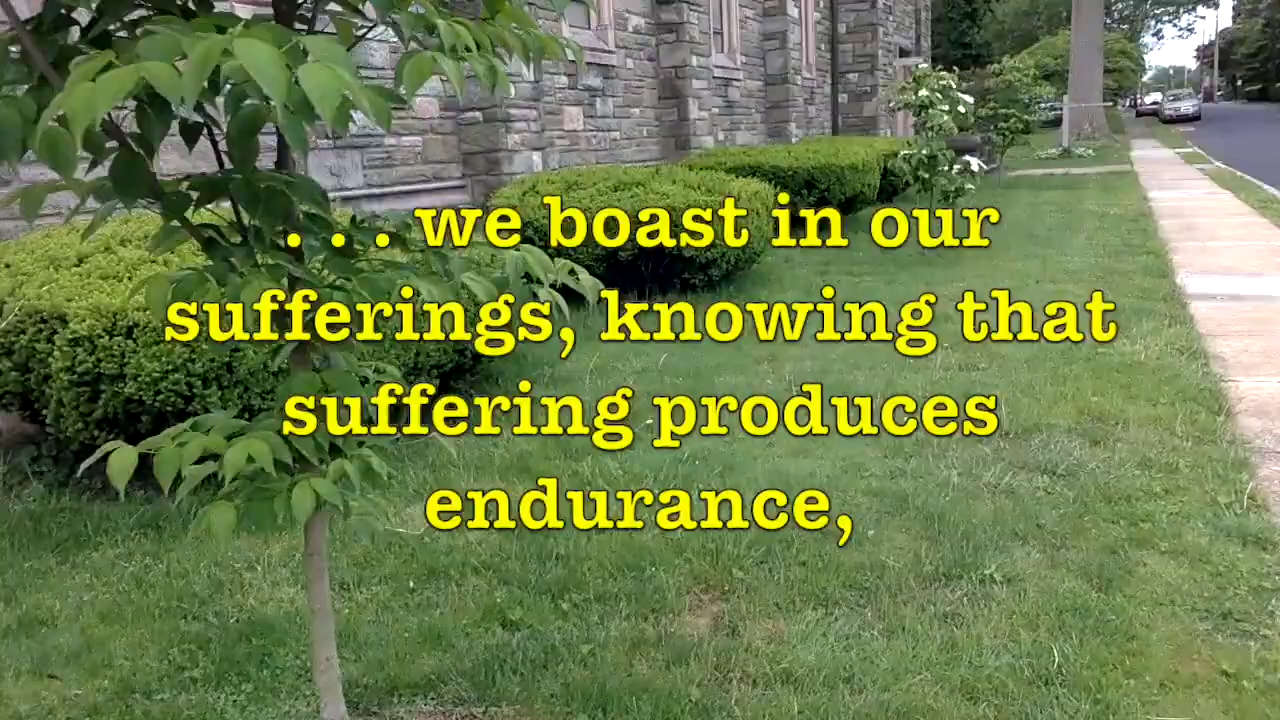 . . . we boast in our
sufferings, knowing that
suffering produces
endurance,